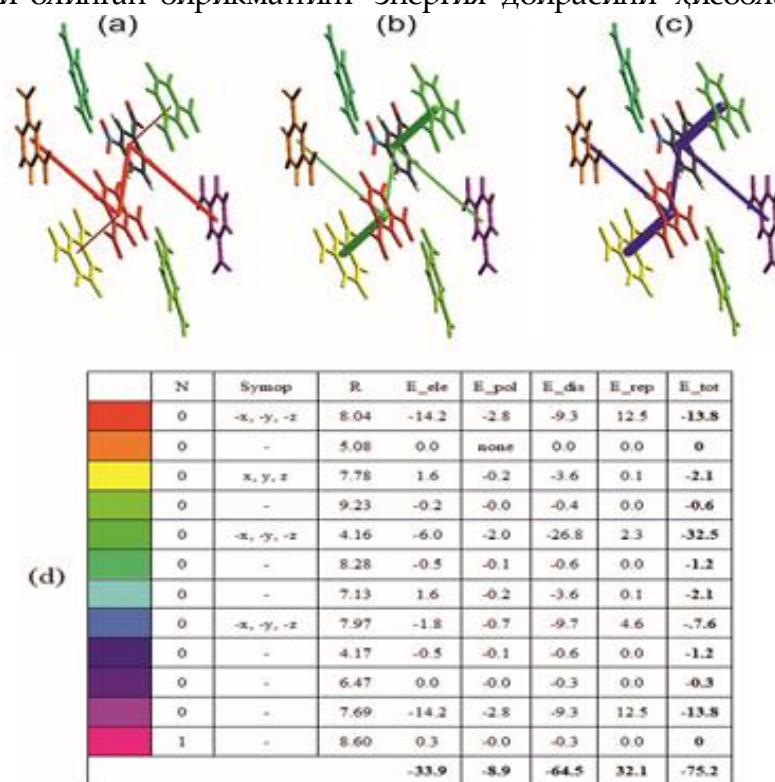 (a) (b) (c)
(d)
N Symop R E_ele E_pol E_dis E_rep E_tot
0 -x, -y, -z 8.04 -14.2 -2.8 -9.3 12.5 -13.8
0 - 5.08 0.0 none 0.0 0.0 0
0 x, y, z 7.78 1.6 -0.2 -3.6 0.1 -2.1
0 - 9.23 -0.2 -0.0 -0.4 0.0 -0.6
0 -x, -y, -z 4.16 -6.0 -2.0 -26.8 2.3 -32.5
0 - 8.28 -0.5 -0.1 -0.6 0.0 -1.2
0 - 7.13 1.6 -0.2 -3.6 0.1 -2.1
0 -x, -y, -z 7.97 -1.8 -0.7 -9.7 4.6 -.7.6
0 - 4.17 -0.5 -0.1 -0.6 0.0 -1.2
0 - 6.47 0.0 -0.0 -0.3 0.0 -0.3
0 - 7.69 -14.2 -2.8 -9.3 12.5 -13.8
1 - 8.60 0.3 -0.0 -0.3 0.0 0
-33.9 -8.9 -64.5 32.1 -75.2